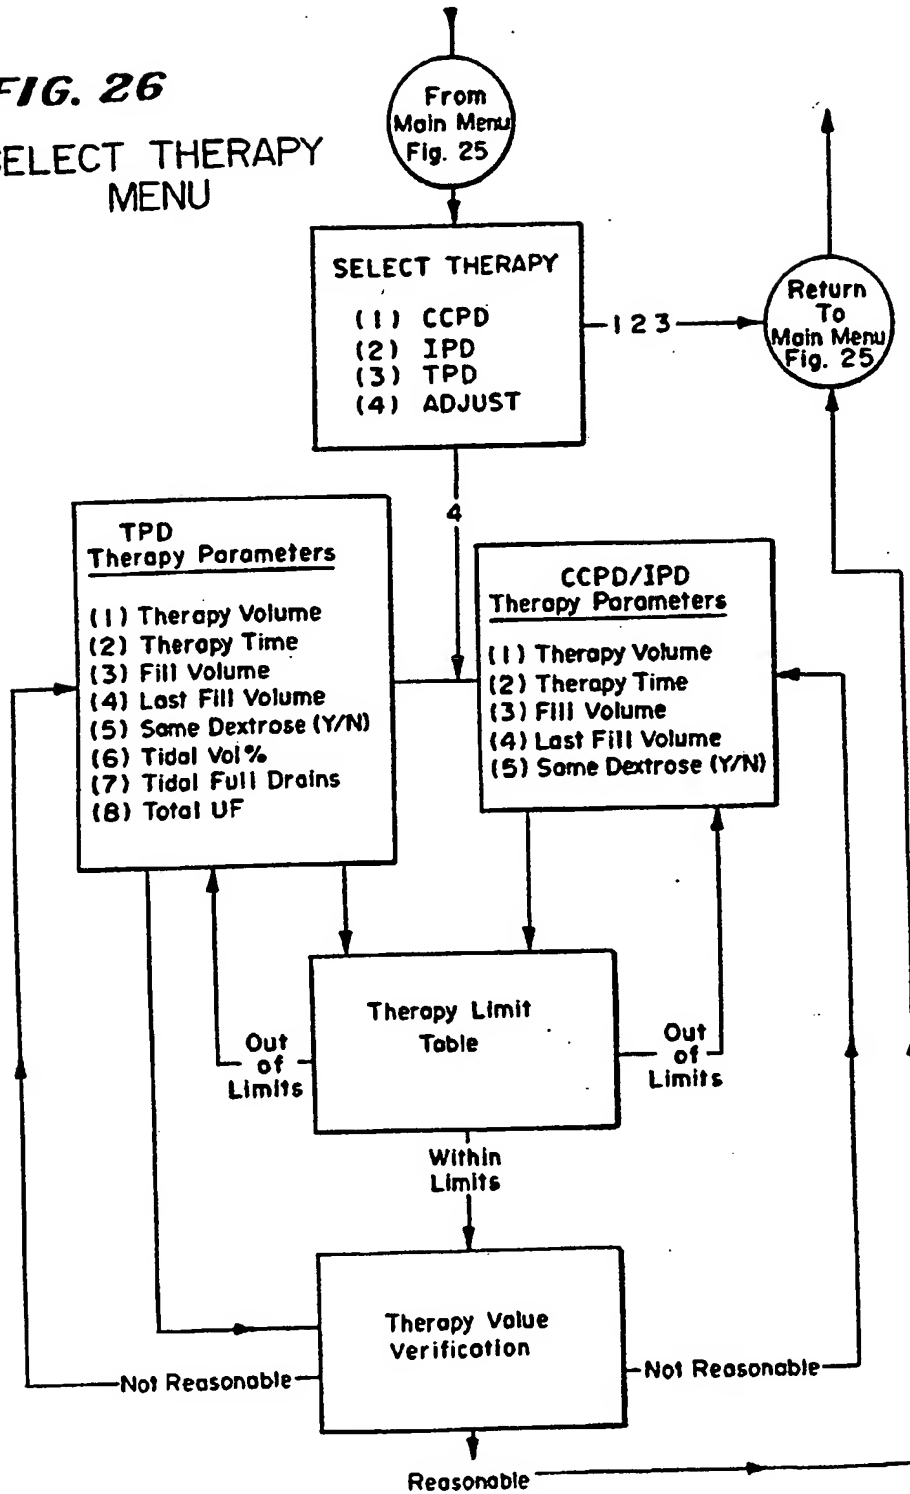 FIG. 26
SELECT THERAPY
MENU
From
Main Menu
Fig. 25
SELECT THERAPY
(1) CCPD
(2) IPD
(3) TPD
(4) ADJUST
1 2 3
Return
To
Main Menu
Fig. 25
4
TPD
Therapy Parameters
(1) Therapy Volume
(2) Therapy Time
(3) Fill Volume
(4) Last Fill Volume
(5) Same Dextrose (Y/N)
(6) Tidal Vol%
(7) Tidal Full Drains
(8) Total UF
CCPD/IPD
Therapy Parameters
(1) Therapy Volume
(2) Therapy Time
(3) Fill Volume
(4) Last Fill Volume
(5) Same Dextrose (Y/N)
Therapy Limit
Table
Out
of
Limits
Out
of
Limits
Within
Limits
Therapy Value
Verification
Not Reasonable
Not Reasonable
Reasonable